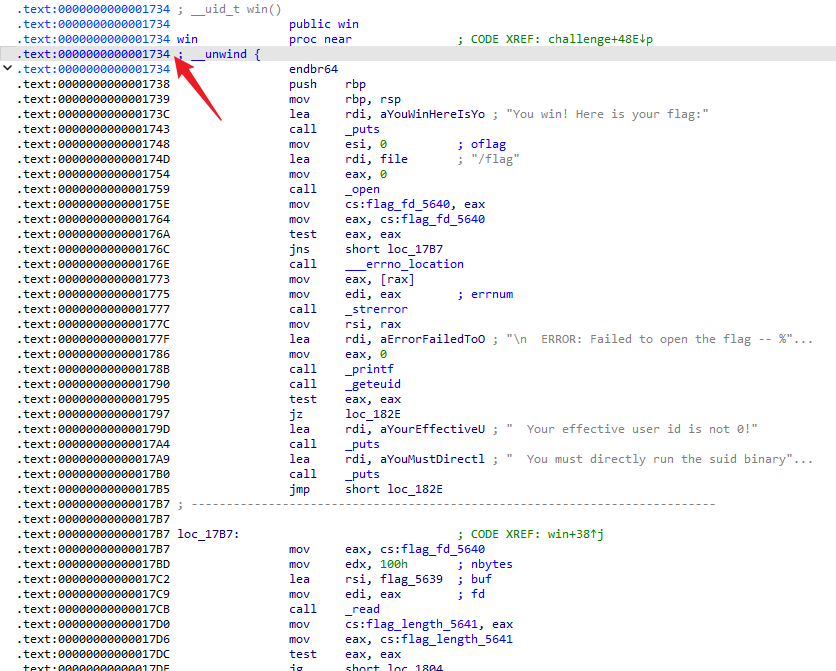 .text:0000000000001734 ; __uid_t win()
.text:0000000000001734 public win
.text:0000000000001734 win proc near ; CODE XREF: challenge+48E↓p
.text:0000000000001734 ; __unwind {
.text:0000000000001734 endbr64
.text:0000000000001738 push rbp
.text:0000000000001739 mov rbp, rsp
.text:000000000000173C lea rdi, aYouWinHereIsYo ; "You win! Here is your flag:"
.text:0000000000001743 call _puts
.text:0000000000001748 mov esi, 0 ; oflag
.text:000000000000174D lea rdi, file ; "/flag"
.text:0000000000001754 mov eax, 0
.text:0000000000001759 call _open
.text:000000000000175E mov cs:flag_fd_5640, eax
.text:0000000000001764 mov eax, cs:flag_fd_5640
.text:000000000000176A test eax, eax
.text:000000000000176C jns short loc_17B7
.text:000000000000176E call ___errno_location
.text:0000000000001773 mov eax, [rax]
.text:0000000000001775 mov edi, eax ; errnum
.text:0000000000001777 call _strerror
.text:000000000000177C mov rsi, rax
.text:000000000000177F lea rdi, aErrorFailedToO ; "\n  ERROR: Failed to open the flag -- %"...
.text:0000000000001786 mov eax, 0
.text:000000000000178B call _printf
.text:0000000000001790 call _geteuid
.text:0000000000001795 test eax, eax
.text:0000000000001797 jz loc_182E
.text:000000000000179D lea rdi, aYourEffectiveU ; "  Your effective user id is not 0!"
.text:00000000000017A4 call _puts
.text:00000000000017A9 lea rdi, aYouMustDirectl ; "  You must directly run the suid binary"...
.text:00000000000017B0 call _puts
.text:00000000000017B5 jmp short loc_182E
.text:00000000000017B7 ; ---------------------------------------------------------------------------
.text:00000000000017B7
.text:00000000000017B7 loc_17B7: ; CODE XREF: win+38↑j
.text:00000000000017B7 mov eax, cs:flag_fd_5640
.text:00000000000017BD mov edx, 100h ; nbytes
.text:00000000000017C2 lea rsi, flag_5639 ; buf
.text:00000000000017C9 mov edi, eax ; fd
.text:00000000000017CB call _read
.text:00000000000017D0 mov cs:flag_length_5641, eax
.text:00000000000017D6 mov eax, cs:flag_length_5641
.text:00000000000017DC test eax, eax
.text:00000000000017DE jg short loc_1804